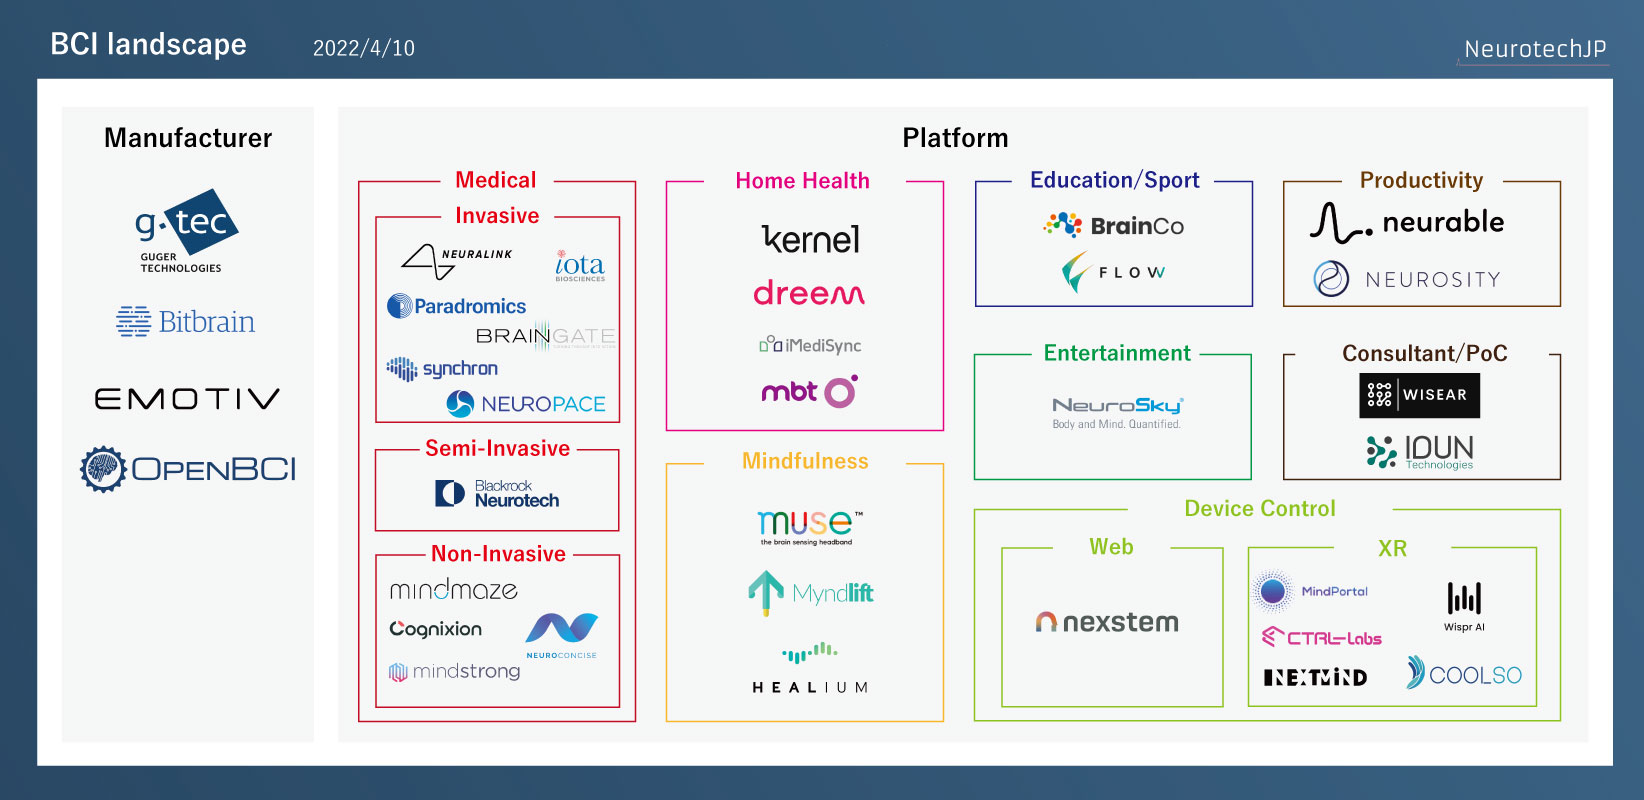 BCI landscape
2022/4/10
NeurotechJP
Manufacturer
g.tec
GUGER
TECHNOLOGIES
Bitbrain
EMOTIV
OPENBCI
Platform
Medical
Invasive
NEURALINK
iota
BIOSCIENCES
Paradromics
BRAINGATE
synchron
NEUROPACE
Semi-Invasive
Blackrock
Neurotech
Non-Invasive
mindmaze
Cognixion
NEUROCONCISE
mindstrong
Home Health
kernel
dreem
iMediSync
mbt
Mindfulness
muse™
the brain sensing headband
Myndlift
HEALIUM
Education/Sport
BrainCo
FLOW
Productivity
neurable
NEUROSITY
Entertainment
NeuroSky®
Body and Mind. Quantified.
Consultant/PoC
WISEAR
IDUN
Technologies
Device Control
Web
nexstem
XR
MindPortal
Wispr AI
CTRL-Labs
NEXTMIND
COOLSO